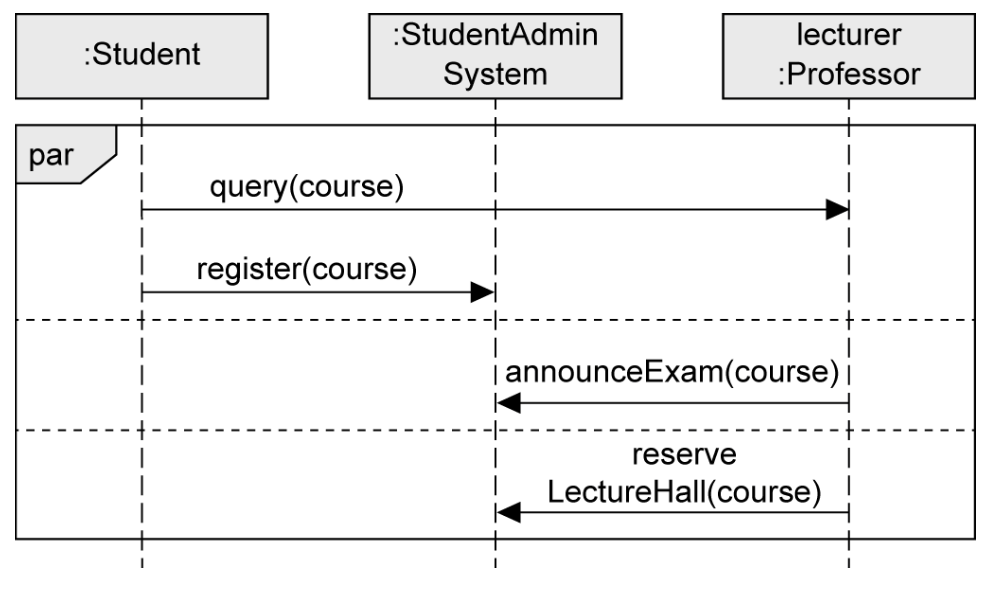 :Student
:StudentAdmin
System
lecturer
:Professor
par
query(course)
register(course)
announceExam(course)
reserve
LectureHall(course)